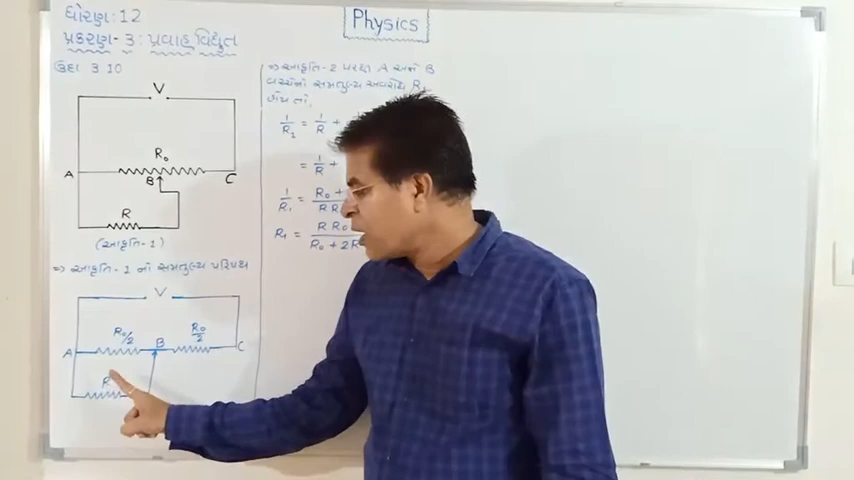 ધોરણ: 12
Physics
પ્રકરણ- 3 : પ્રવાહ વિદ્યુત
ઉદા 3.10
V
R₀
A
B
C
R
(આકૃતિ-1)
⇒ આકૃતિ-1 નો સમતુલ્ય પરિપથ
V
R₀/2
B
R₀/2
A
C
R
⇒ આકૃતિ-2 પરથી A અને B
વચ્ચેનો સમતુલ્ય અવરોધ R₁
હોય તો,
1/R₁ = 1/R +
= 1/R +
1/R₁ = R₀ +
R₁ = R R₀ / R₀ + 2R